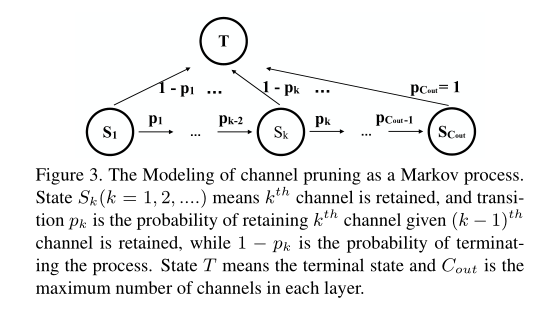 T
1 - p1 ... 1 - pk ... pCout= 1
S1 p1 ... pk-2 Sk pk ... pCout-1 SCout
Figure 3. The Modeling of channel pruning as a Markov process.
State Sk(k = 1, 2, ....) means kth channel is retained, and transi-
tion pk is the probability of retaining kth channel given (k − 1)th
channel is retained, while 1 − pk is the probability of terminat-
ing the process. State T means the terminal state and Cout is the
maximum number of channels in each layer.